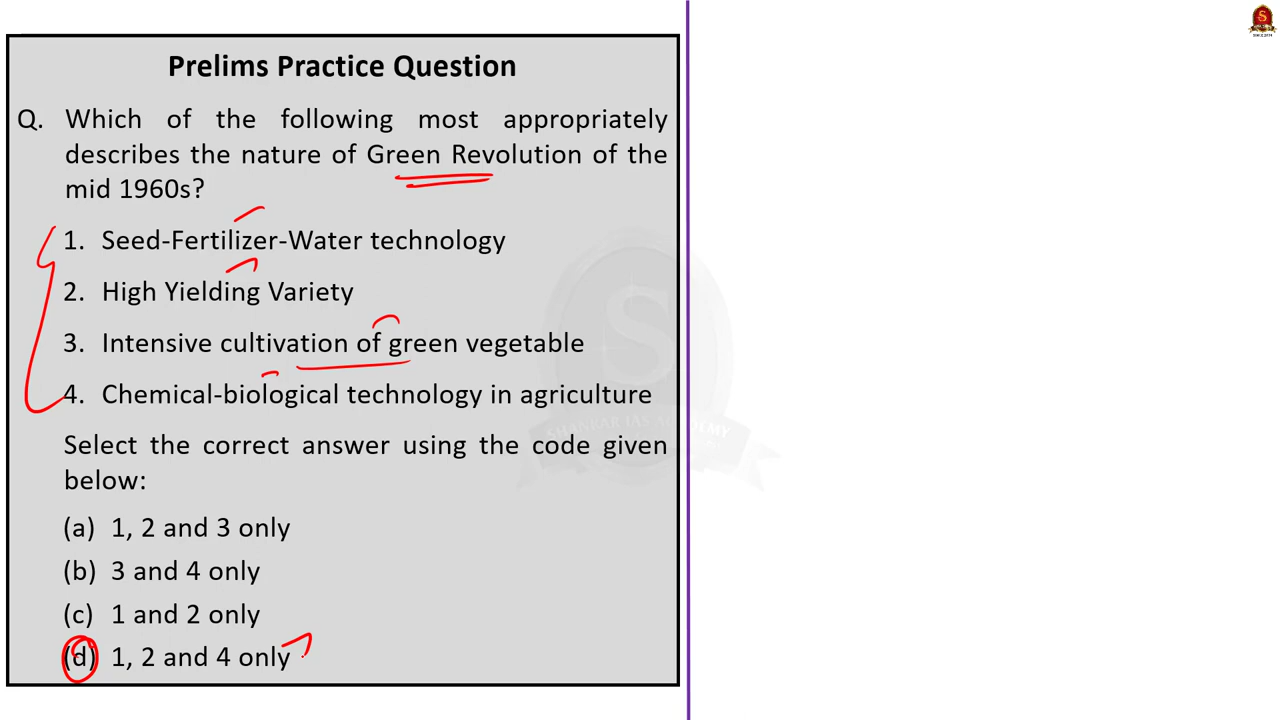 Prelims Practice Question
Q. Which of the following most appropriately
describes the nature of Green Revolution of the
mid 1960s?
1. Seed-Fertilizer-Water technology
2. High Yielding Variety
3. Intensive cultivation of green vegetable
4. Chemical-biological technology in agriculture
Select the correct answer using the code given
below:
(a) 1, 2 and 3 only
(b) 3 and 4 only
(c) 1 and 2 only
(d) 1, 2 and 4 only
SHANKAR IAS ACADEMY